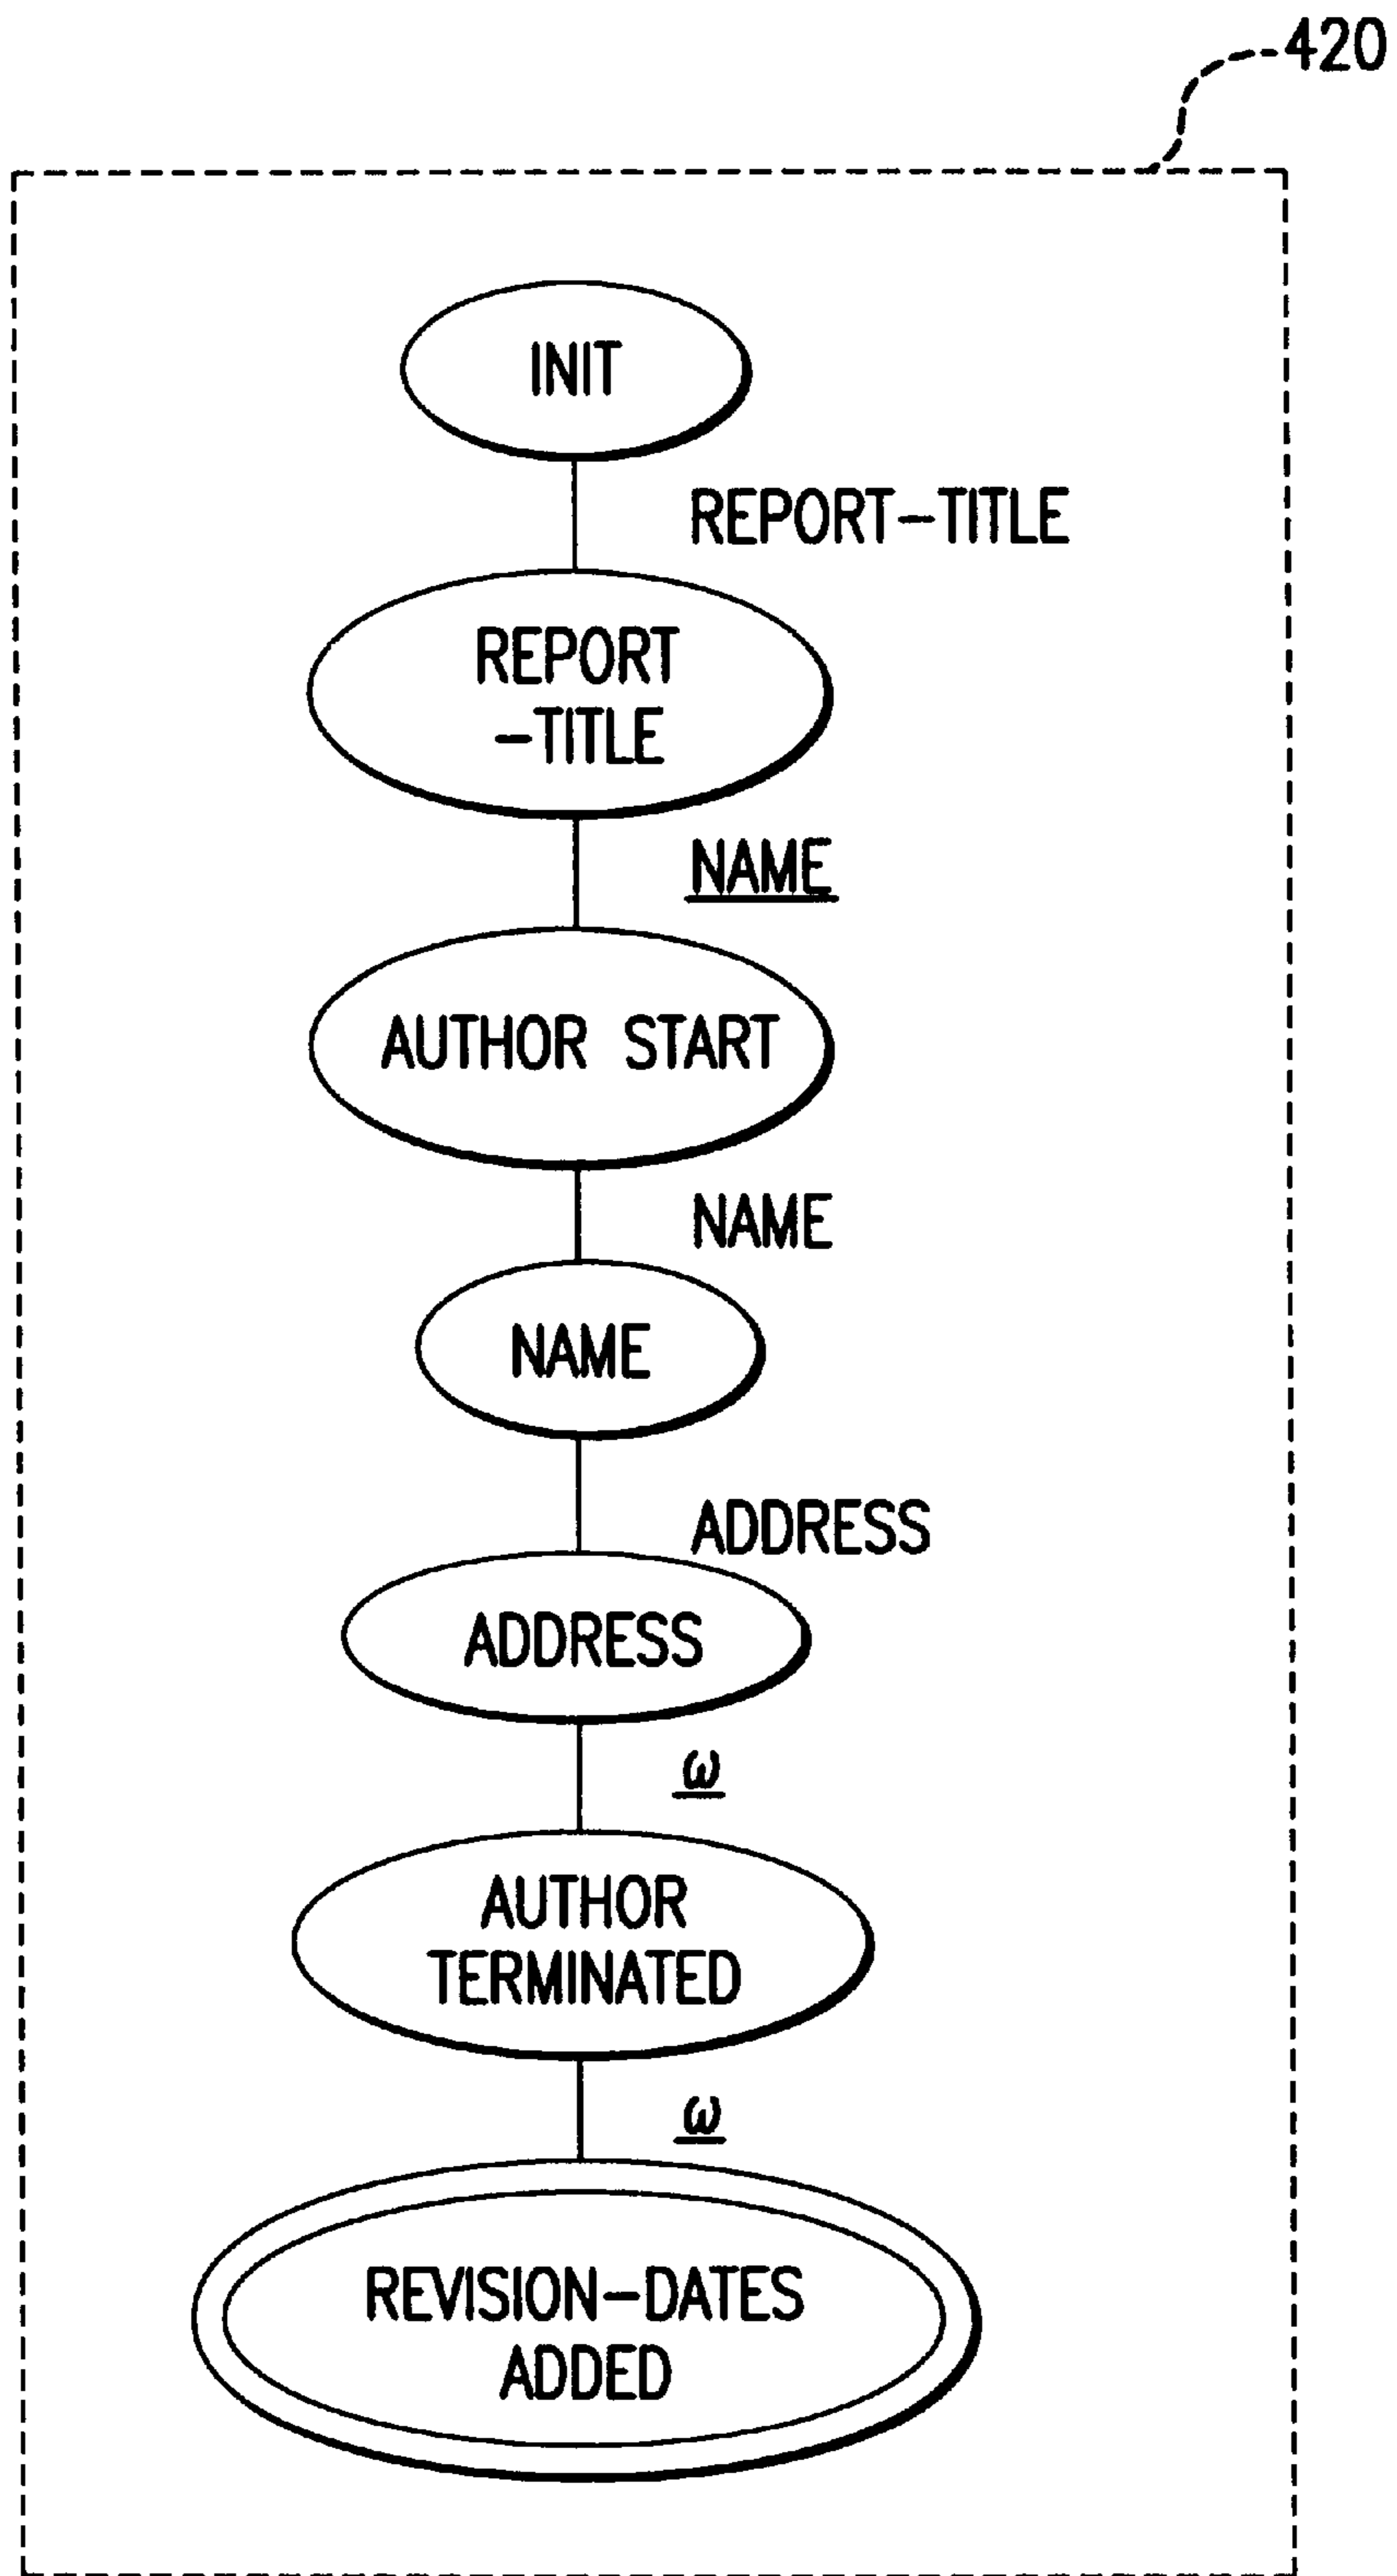 420
INIT
REPORT-TITLE
REPORT
-TITLE
NAME
AUTHOR START
NAME
NAME
ADDRESS
ADDRESS
ω
AUTHOR
TERMINATED
ω
REVISION-DATES
ADDED